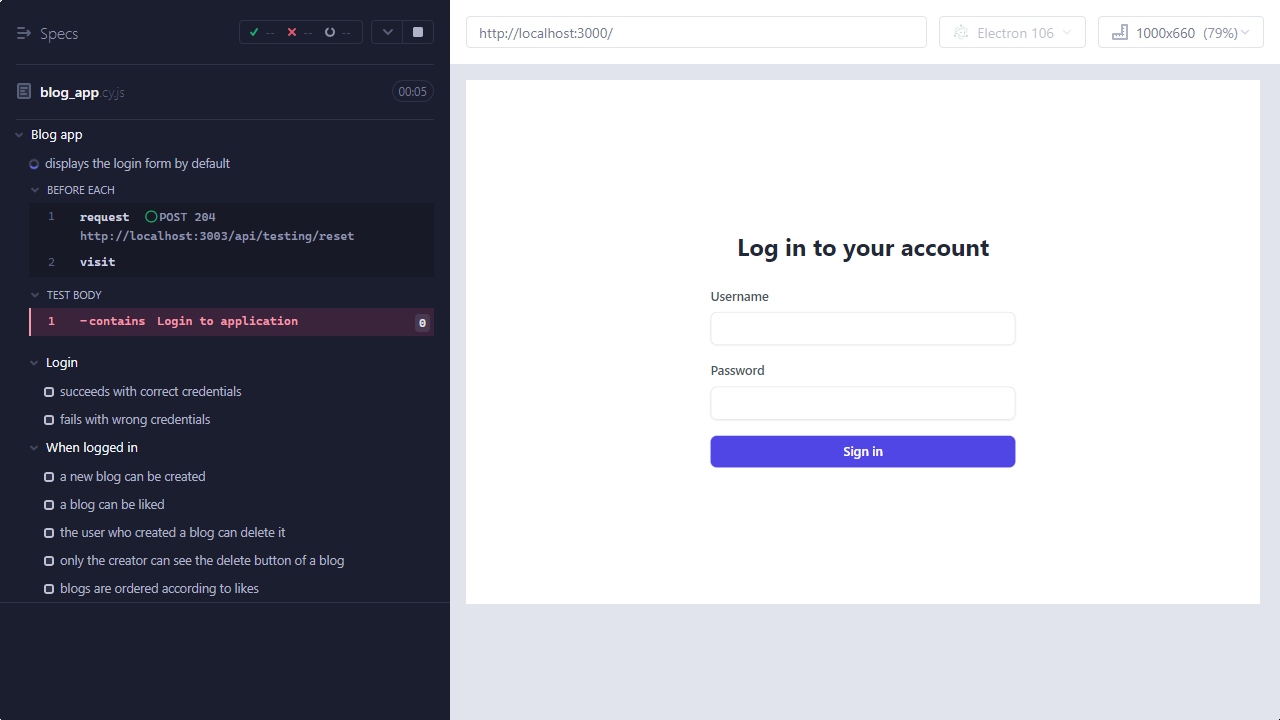 Specs
-- -- --
blog_app.cy.js
00:05
Blog app
displays the login form by default
BEFORE EACH
1 request POST 204
http://localhost:3003/api/testing/reset
2 visit
TEST BODY
1 -contains Login to application 0
Login
succeeds with correct credentials
fails with wrong credentials
When logged in
a new blog can be created
a blog can be liked
the user who created a blog can delete it
only the creator can see the delete button of a blog
blogs are ordered according to likes
http://localhost:3000/
Electron 106
1000x660 (79%)
Log in to your account
Username
Password
Sign in